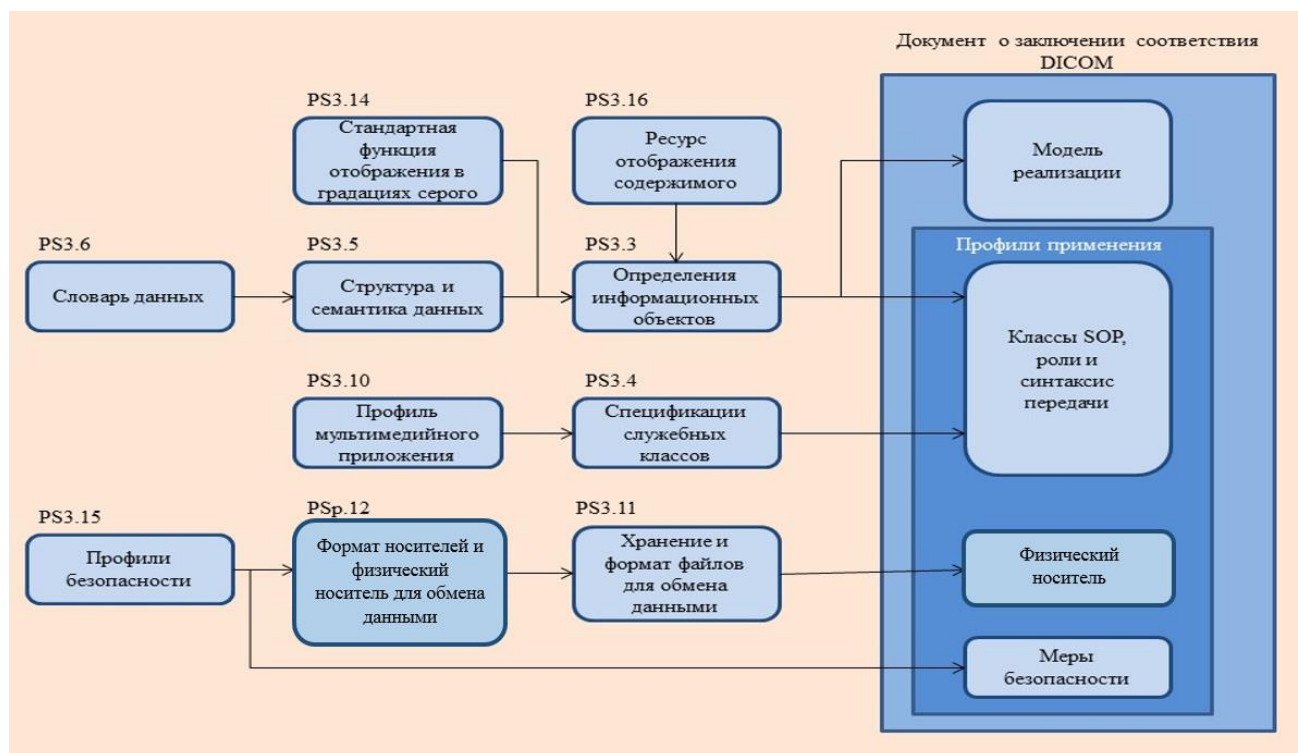 Документ о заключении соответствия
DICOM
PS3.14
Стандартная
функция
отображения в
градациях серого
PS3.16
Ресурс
отображения
содержимого
Модель
реализации
PS3.6
Словарь данных
PS3.5
Структура и
семантика данных
PS3.3
Определения
информационных
объектов
Профили применения
Классы SOP,
роли и
синтаксис
передачи
PS3.10
Профиль
мультимедийного
приложения
PS3.4
Спецификации
служебных
классов
PS3.15
Профили
безопасности
PSp.12
Формат носителей и
физический
носитель для обмена
данными
PS3.11
Хранение и
формат файлов
для обмена
данными
Физический
носитель
Меры
безопасности